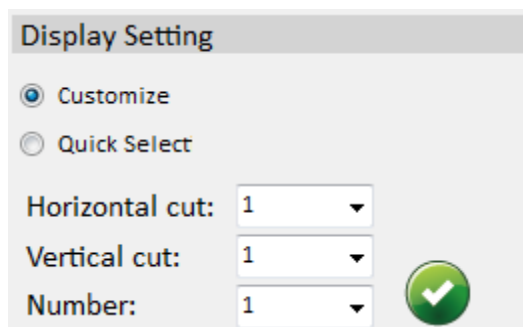 Display Setting
Customize
Quick Select
Horizontal cut: 1
Vertical cut: 1
Number: 1